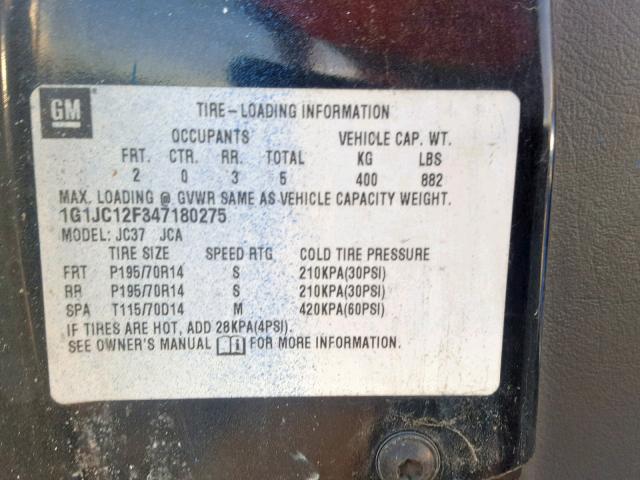 GM
TIRE-LOADING INFORMATION
OCCUPANTS VEHICLE CAP. WT.
FRT. CTR. RR. TOTAL KG LBS
2 0 3 5 400 882
MAX. LOADING @ GVWR SAME AS VEHICLE CAPACITY WEIGHT.
1G1JC12F347180275
MODEL: JC37 JCA
TIRE SIZE SPEED RTG COLD TIRE PRESSURE
FRT P195/70R14 S 210KPA(30PSI)
RR P195/70R14 S 210KPA(30PSI)
SPA T115/70D14 M 420KPA(60PSI)
IF TIRES ARE HOT, ADD 28KPA(4PSI).
SEE OWNER'S MANUAL FOR MORE INFORMATION.